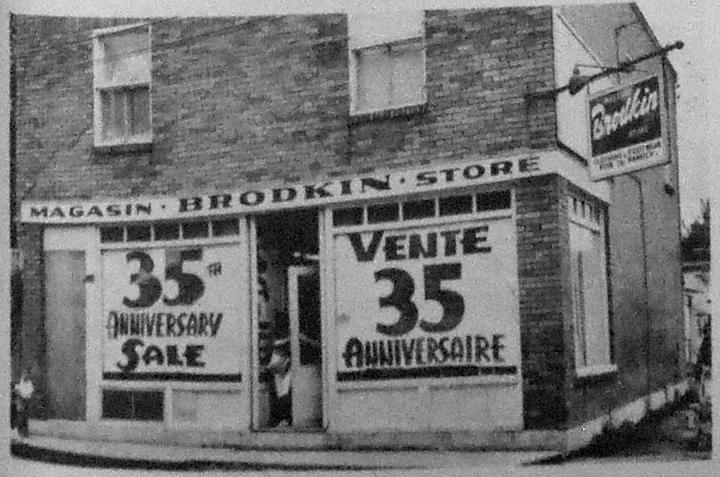 MAGASIN · BRODKIN · STORE
35TH
ANNIVERSARY
SALE
VENTE
35
ANNIVERSAIRE
Brodkin